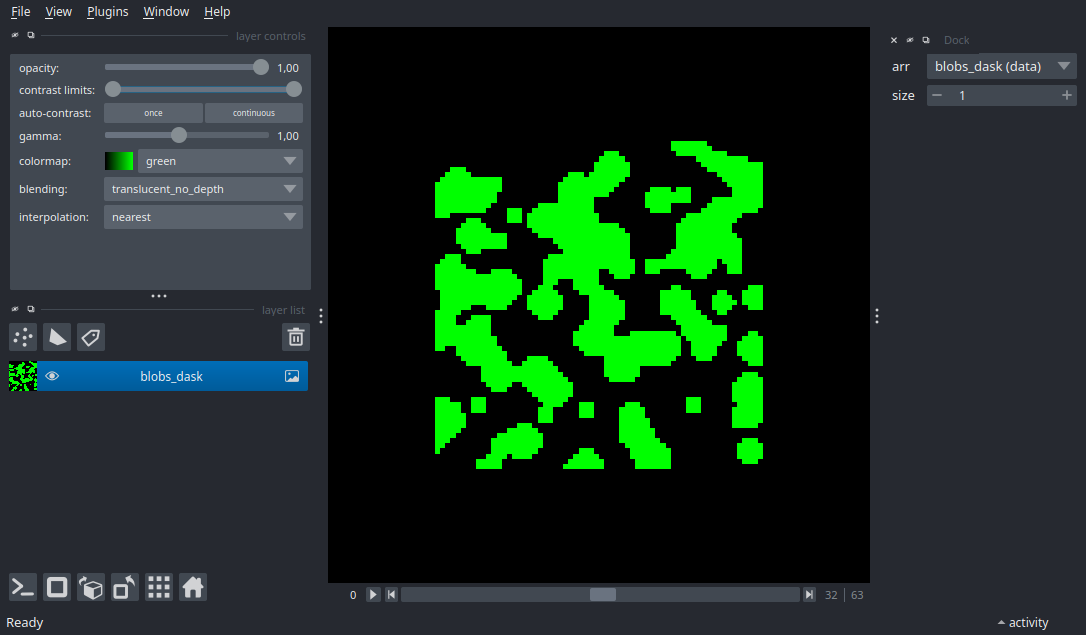 File View Plugins Window Help
layer controls
opacity: 1,00
contrast limits:
auto-contrast: once continuous
gamma: 1,00
colormap: green
blending: translucent_no_depth
interpolation: nearest
layer list
blobs_dask
0 32 63
Dock
arr blobs_dask (data)
size 1
Ready
activity